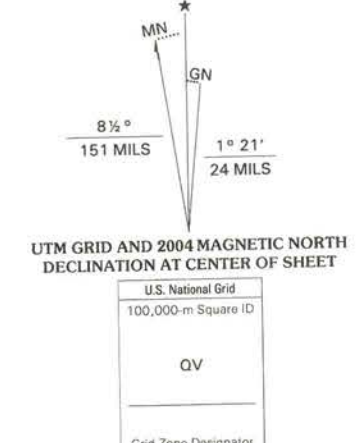 ★
MN
GN
8½°
151 MILS
1° 21′
24 MILS
UTM GRID AND 2004 MAGNETIC NORTH
DECLINATION AT CENTER OF SHEET
U.S. National Grid
100,000-m Square ID
QV
Grid Zone Designator